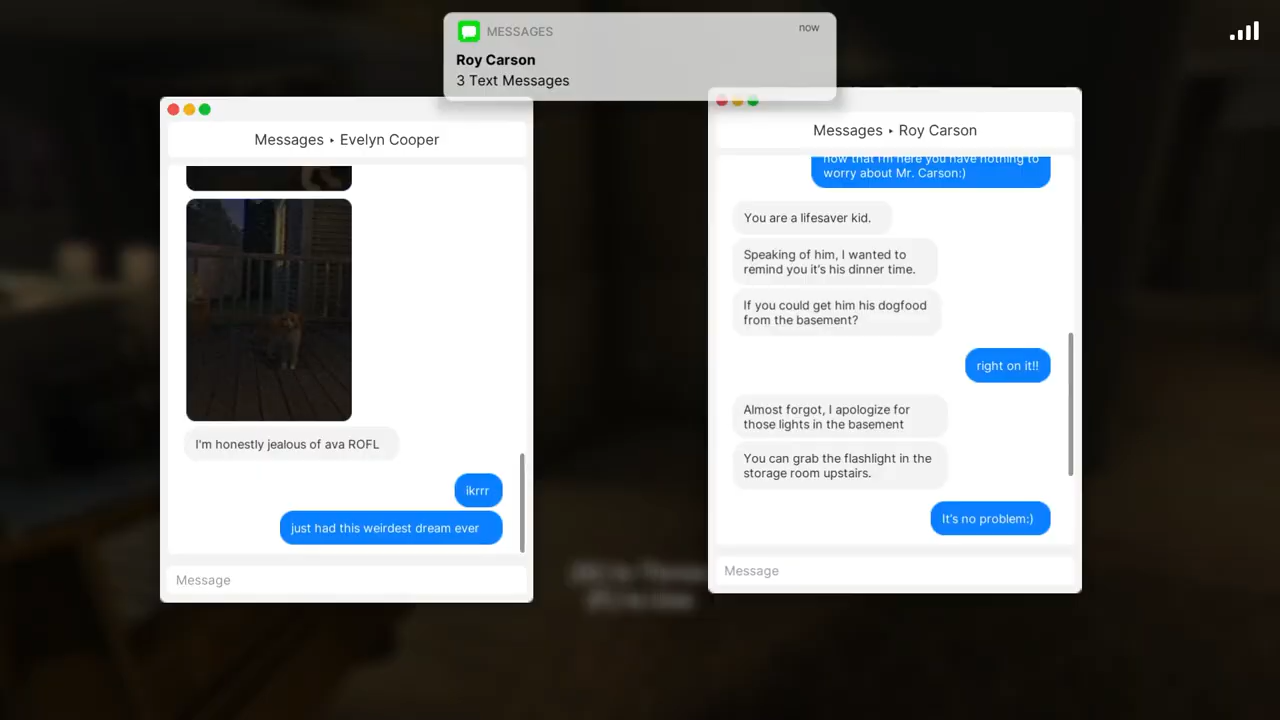 MESSAGES
now
Roy Carson
3 Text Messages
Messages ▸ Evelyn Cooper
I'm honestly jealous of ava ROFL
ikrrr
just had this weirdest dream ever
Message
Messages ▸ Roy Carson
now that I'm here you have nothing to
worry about Mr. Carson:)
You are a lifesaver kid.
Speaking of him, I wanted to
remind you it's his dinner time.
If you could get him his dogfood
from the basement?
right on it!!
Almost forgot, I apologize for
those lights in the basement
You can grab the flashlight in the
storage room upstairs.
It's no problem:)
Message